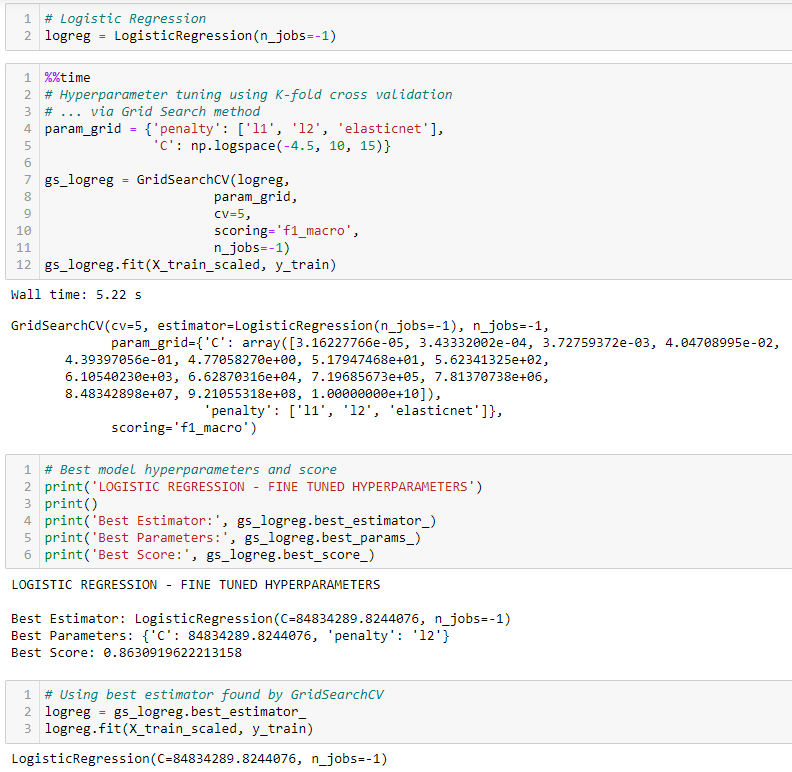 1 # Logistic Regression
2 logreg = LogisticRegression(n_jobs=-1)
1 %%time
2 # Hyperparameter tuning using K-fold cross validation
3 # ... via Grid Search method
4 param_grid = {'penalty': ['l1', 'l2', 'elasticnet'],
5 'C': np.logspace(-4.5, 10, 15)}
6
7 gs_logreg = GridSearchCV(logreg,
8 param_grid,
9 cv=5,
10 scoring='f1_macro',
11 n_jobs=-1)
12 gs_logreg.fit(X_train_scaled, y_train)
Wall time: 5.22 s
GridSearchCV(cv=5, estimator=LogisticRegression(n_jobs=-1), n_jobs=-1,
param_grid={'C': array([3.16227766e-05, 3.43332002e-04, 3.72759372e-03, 4.04708995e-02,
4.39397056e-01, 4.77058270e+00, 5.17947468e+01, 5.62341325e+02,
6.10540230e+03, 6.62870316e+04, 7.19685673e+05, 7.81370738e+06,
8.48342898e+07, 9.21055318e+08, 1.00000000e+10]),
'penalty': ['l1', 'l2', 'elasticnet']},
scoring='f1_macro')
1 # Best model hyperparameters and score
2 print('LOGISTIC REGRESSION - FINE TUNED HYPERPARAMETERS')
3 print()
4 print('Best Estimator:', gs_logreg.best_estimator_)
5 print('Best Parameters:', gs_logreg.best_params_)
6 print('Best Score:', gs_logreg.best_score_)
LOGISTIC REGRESSION - FINE TUNED HYPERPARAMETERS
Best Estimator: LogisticRegression(C=84834289.8244076, n_jobs=-1)
Best Parameters: {'C': 84834289.8244076, 'penalty': 'l2'}
Best Score: 0.8630919622213158
1 # Using best estimator found by GridSearchCV
2 logreg = gs_logreg.best_estimator_
3 logreg.fit(X_train_scaled, y_train)
LogisticRegression(C=84834289.8244076, n_jobs=-1)